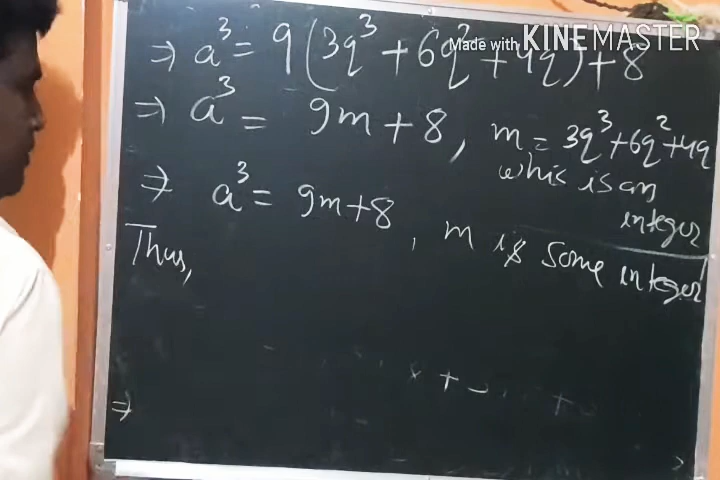 ⇒ a³ = 9(3q³ + 6q² + 4q) + 8
Made with KINEMASTER
⇒ a³ = 9m + 8, m = 3q³ + 6q² + 4q
whic is an
integer
⇒ a³ = 9m + 8, m is some integer
Thus,
⇒